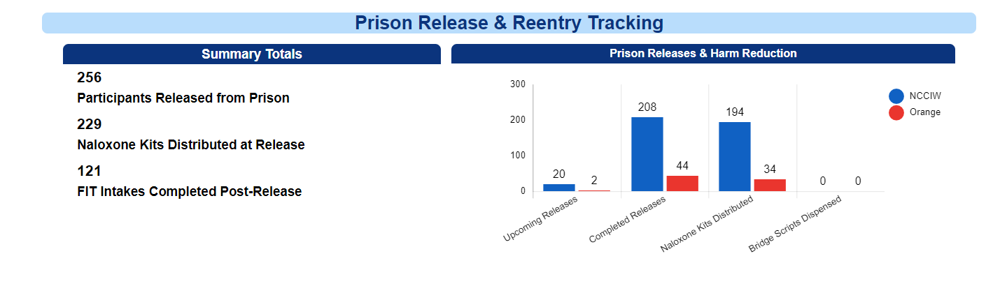 Prison Release & Reentry Tracking
Summary Totals
256
Participants Released from Prison
229
Naloxone Kits Distributed at Release
121
FIT Intakes Completed Post-Release
Prison Releases & Harm Reduction
300
200
100
0
20
2
208
44
194
34
0
0
Upcoming Releases
Completed Releases
Naloxone Kits Distributed
Bridge Scripts Dispensed
NCCIW
Orange